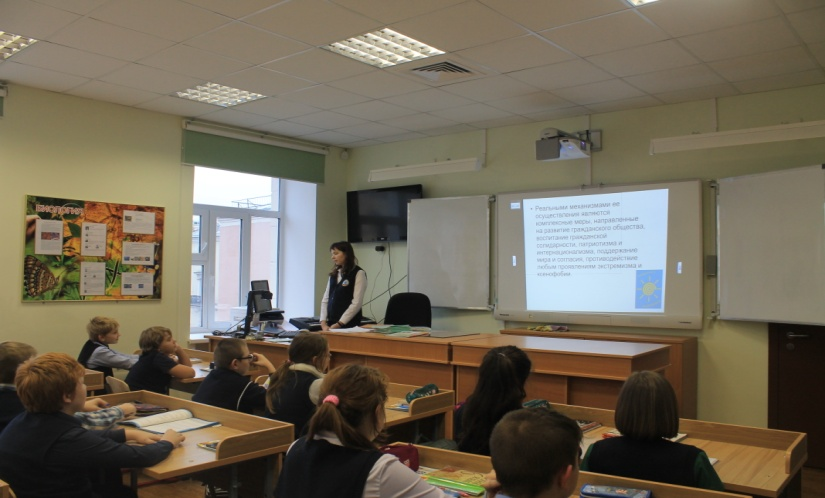 БИОЛОГИЯ
• Реальными механизмами ее
осуществления являются
комплексные меры, направленные
на развитие гражданского общества,
воспитание гражданской
солидарности, патриотизма и
интернационализма, поддержание
мира и согласия, противодействие
любым проявлениям экстремизма и
ксенофобии.